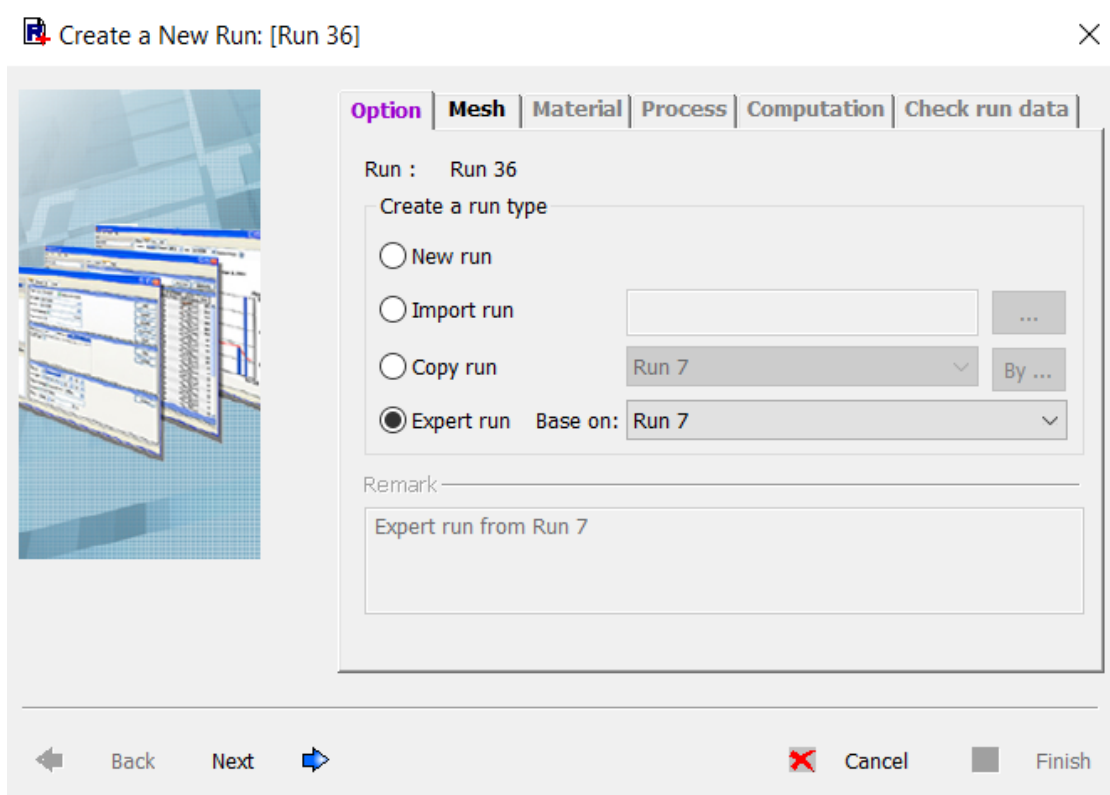 Create a New Run: [Run 36]
Option Mesh Material Process Computation Check run data
Run : Run 36
Create a run type
New run
Import run ...
Copy run Run 7 By ...
Expert run Base on: Run 7
Remark
Expert run from Run 7
Back Next Cancel Finish